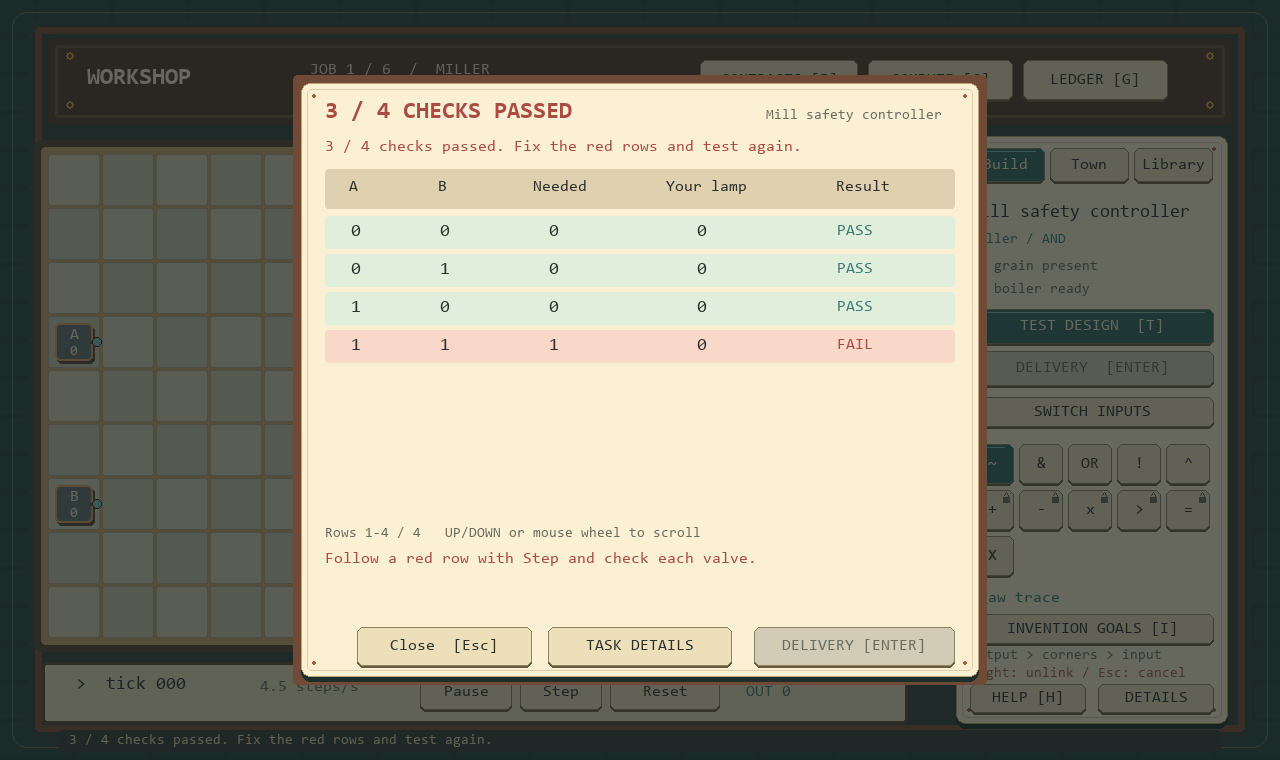 WORKSHOP
JOB 1 / 6 / MILLER
LEDGER [G]
3 / 4 CHECKS PASSED
Mill safety controller
3 / 4 checks passed. Fix the red rows and test again.
A B Needed Your lamp Result
0 0 0 0 PASS
0 1 0 0 PASS
1 0 0 0 PASS
1 1 1 0 FAIL
Rows 1-4 / 4 UP/DOWN or mouse wheel to scroll
Follow a red row with Step and check each valve.
Close [Esc]
TASK DETAILS
DELIVERY [ENTER]
A
0
B
0
Build
Town
Library
safety controller
/ AND
grain present
boiler ready
TEST DESIGN [T]
DELIVERY [ENTER]
SWITCH INPUTS
~ & OR ! ^
+ - x > =
X
trace
INVENTION GOALS [I]
> corners > input
unlink / Esc: cancel
HELP [H]
DETAILS
> tick 000
4.5 steps/s
Pause
Step
Reset
OUT 0
3 / 4 checks passed. Fix the red rows and test again.